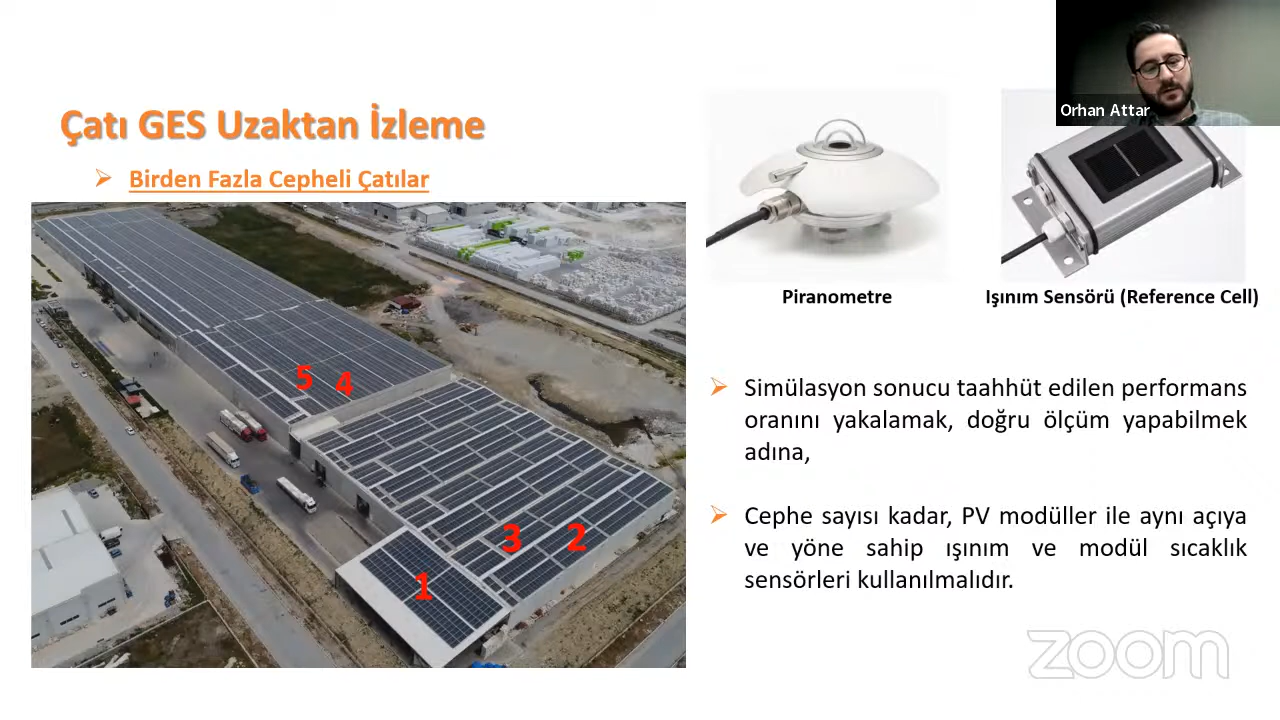 Orhan Attar
Çatı GES Uzaktan İzleme
Birden Fazla Cepheli Çatılar
5
4
3
2
1
Piranometre
Işınım Sensörü (Reference Cell)
Simülasyon sonucu taahhüt edilen performans
oranını yakalamak, doğru ölçüm yapabilmek
adına,
Cephe sayısı kadar, PV modüller ile aynı açıya
ve yöne sahip ışınım ve modül sıcaklık
sensörleri kullanılmalıdır.
zoom